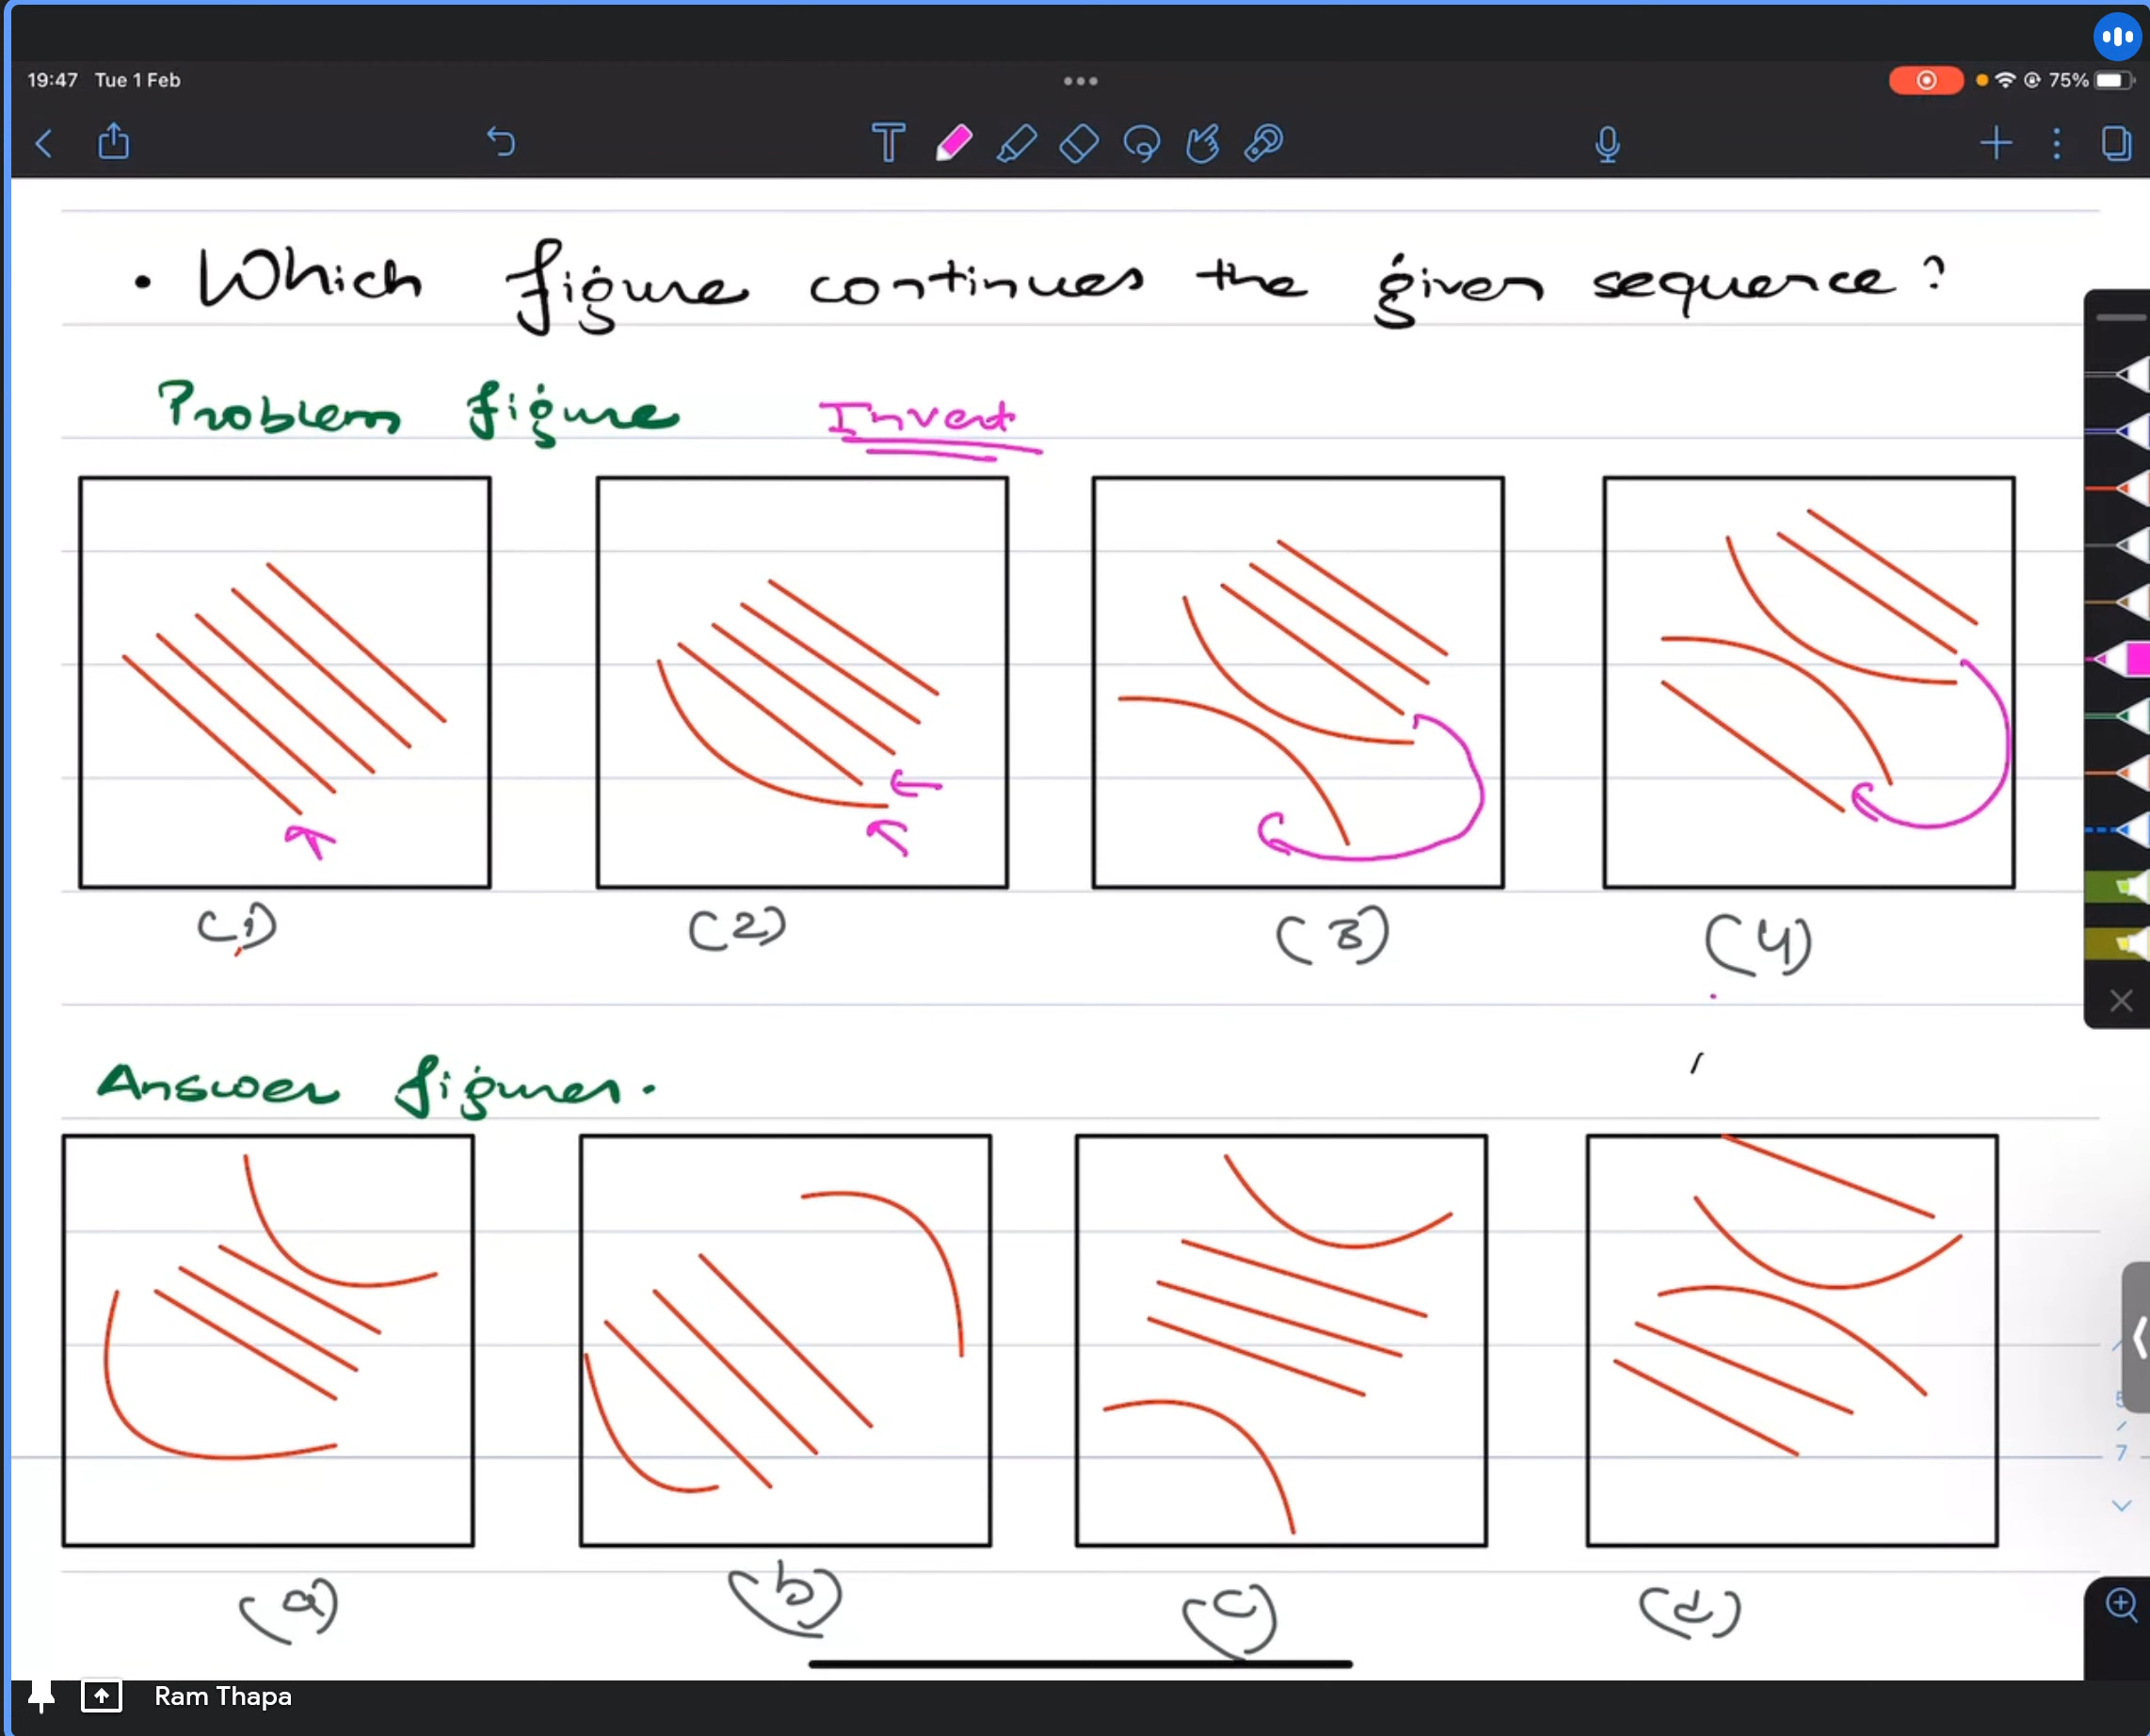 19:47 Tue 1 Feb
75%
• Which figure continues the given sequence?
Problem figure Invert
(1) (2) (3) (4)
Answer figures.
(a) (b) (c) (d)
7
Ram Thapa